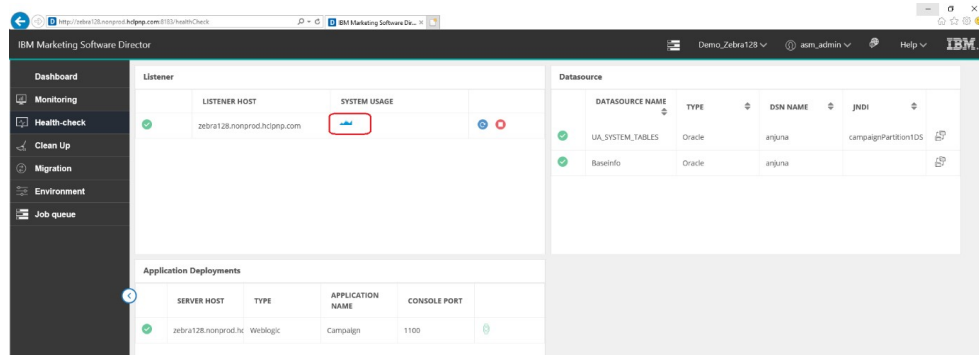 http://zebra128.nonprod.hclpnp.com:8183/healthCheck
IBM Marketing Software Dire...
IBM Marketing Software Director
Demo_Zebra128
asm_admin
Help
IBM.
Dashboard
Monitoring
Health-check
Clean Up
Migration
Environment
Job queue
Listener
LISTENER HOST SYSTEM USAGE
zebra128.nonprod.hclpnp.com
Datasource
DATASOURCE NAME TYPE DSN NAME JNDI
UA_SYSTEM_TABLES Oracle anjuna campaignPartition1DS
Baseinfo Oracle anjuna
Application Deployments
SERVER HOST TYPE APPLICATION NAME CONSOLE PORT
zebra128.nonprod.hc Weblogic Campaign 1100